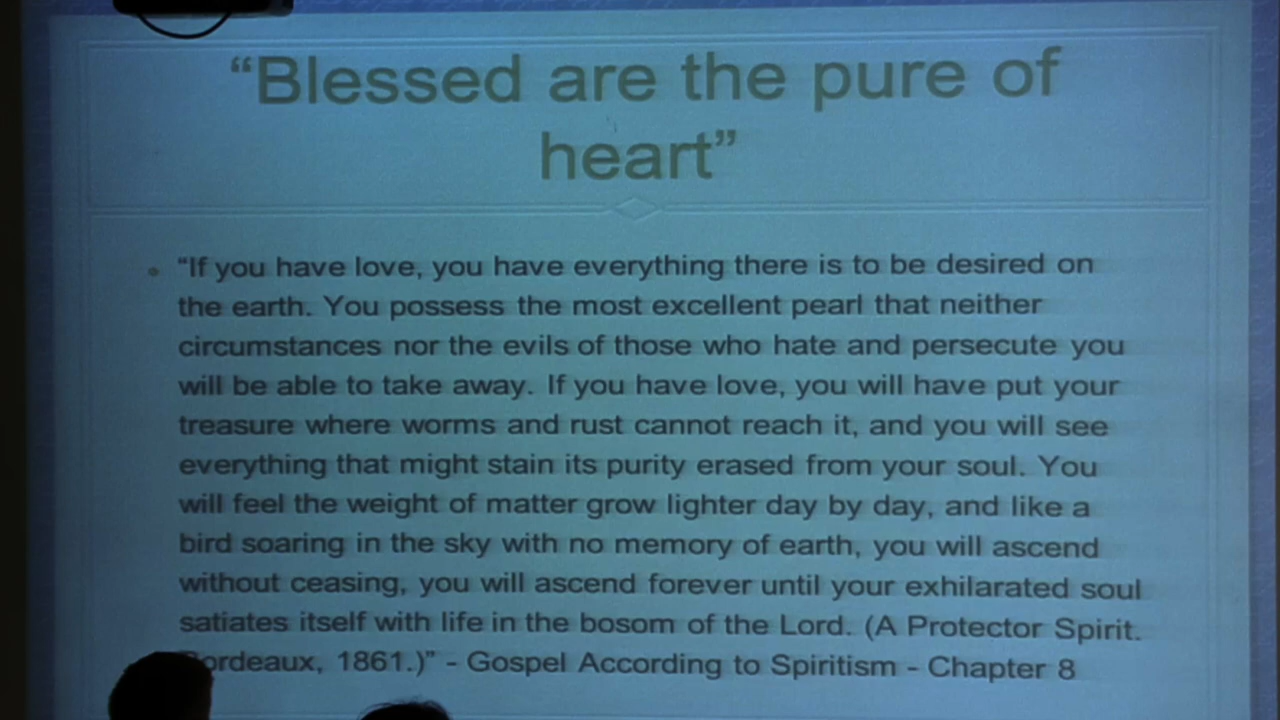 “Blessed are the pure of
heart”
• “If you have love, you have everything there is to be desired on
the earth. You possess the most excellent pearl that neither
circumstances nor the evils of those who hate and persecute you
will be able to take away. If you have love, you will have put your
treasure where worms and rust cannot reach it, and you will see
everything that might stain its purity erased from your soul. You
will feel the weight of matter grow lighter day by day, and like a
bird soaring in the sky with no memory of earth, you will ascend
without ceasing, you will ascend forever until your exhilarated soul
satiates itself with life in the bosom of the Lord. (A Protector Spirit.
Bordeaux, 1861.)” - Gospel According to Spiritism - Chapter 8